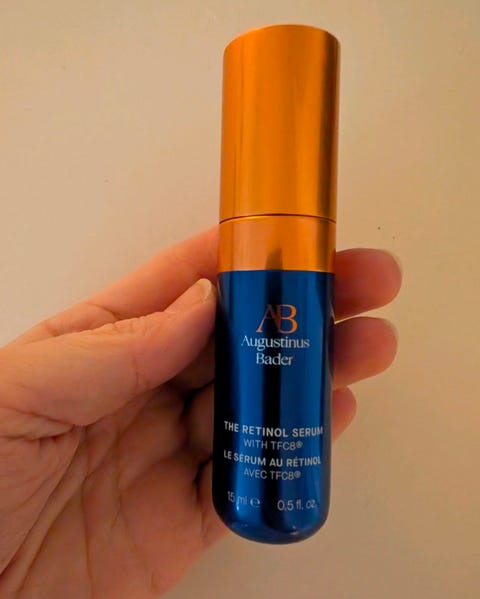 AB
Augustinus
Bader
THE RETINOL SERUM
WITH TFC8®
LE SÉRUM AU RÉTINOL
AVEC TFC8®
15 ml e 0.5 fl. oz.